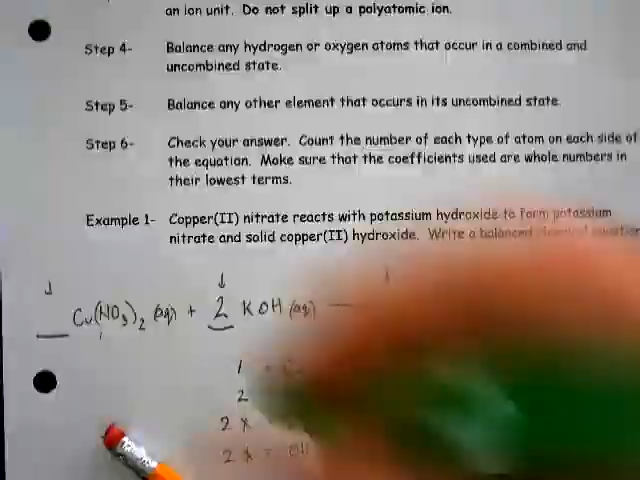 an ion unit. Do not split up a polyatomic ion.
Step 4- Balance any hydrogen or oxygen atoms that occur in a combined and
uncombined state.
Step 5- Balance any other element that occurs in its uncombined state.
Step 6- Check your answer. Count the number of each type of atom on each side of
the equation. Make sure that the coefficients used are whole numbers in
their lowest terms.
Example 1- Copper(II) nitrate reacts with potassium hydroxide to form potassium
nitrate and solid copper(II) hydroxide. Write a balanced
Cu(NO3)2 (aq) + 2 KOH (aq)
1
2
2
2 = OH